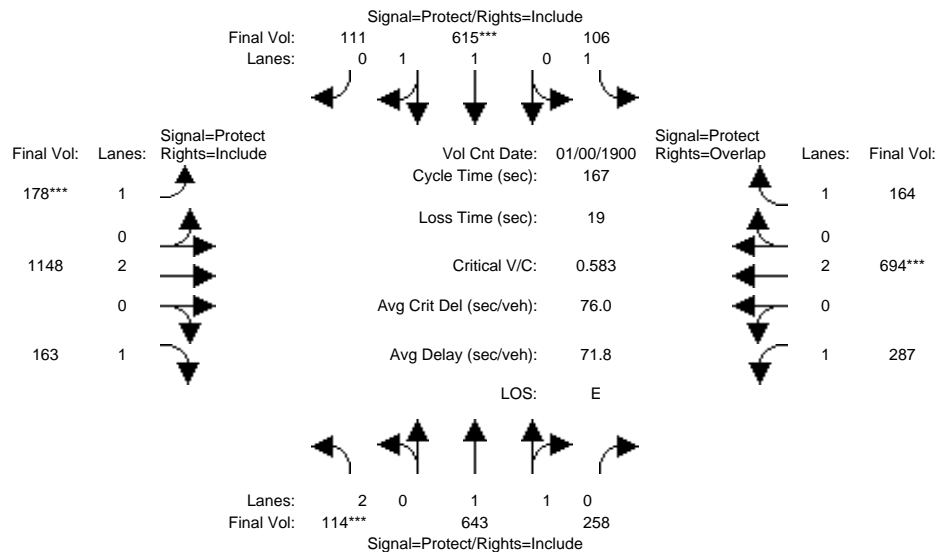 Signal=Protect/Rights=Include
Final Vol: 111 615*** 106
Lanes: 0 1 1 0 1
Signal=Protect Signal=Protect
Final Vol: Lanes: Rights=Include Vol Cnt Date: 01/00/1900 Rights=Overlap Lanes: Final Vol:
Cycle Time (sec): 167
178*** 1 1 164
Loss Time (sec): 19
0 0
1148 2 Critical V/C: 0.583 2 694***
0 Avg Crit Del (sec/veh): 76.0 0
163 1 Avg Delay (sec/veh): 71.8 1 287
LOS: E
Lanes: 2 0 1 1 0
Final Vol: 114*** 643 258
Signal=Protect/Rights=Include